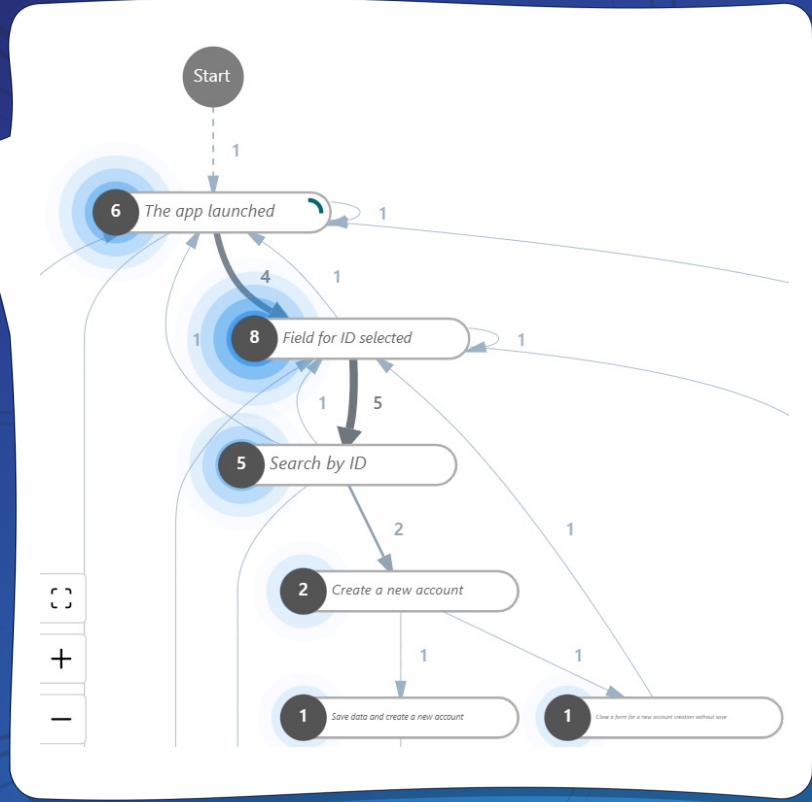 Start
1
6 The app launched
1
4
1
8 Field for ID selected
1
1
1
5
5 Search by ID
2
1
2 Create a new account
1
1
1 Save data and create a new account
1 Close a form for a new account creation without save